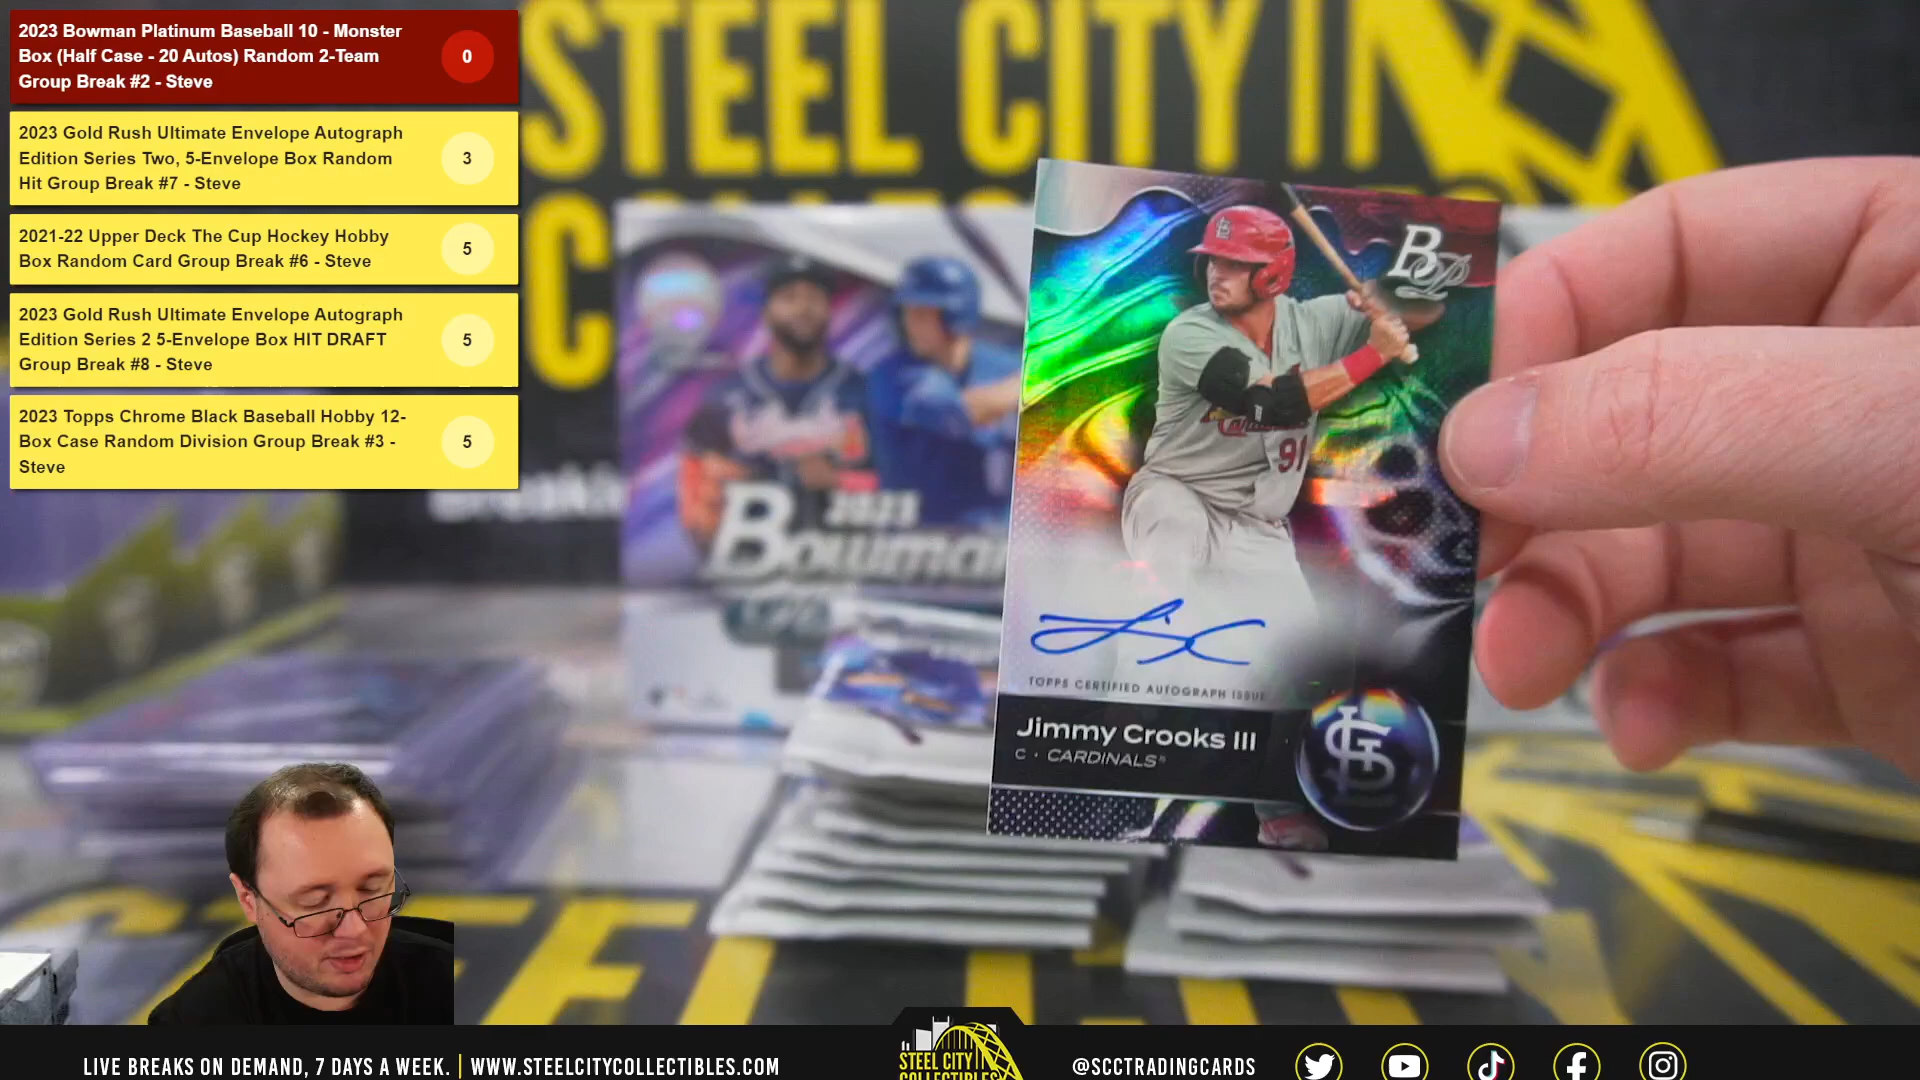 2023 Bowman Platinum Baseball 10 - Monster
Box (Half Case - 20 Autos) Random 2-Team
Group Break #2 - Steve
0
2023 Gold Rush Ultimate Envelope Autograph
Edition Series Two, 5-Envelope Box Random
Hit Group Break #7 - Steve
3
2021-22 Upper Deck The Cup Hockey Hobby
Box Random Card Group Break #6 - Steve
5
2023 Gold Rush Ultimate Envelope Autograph
Edition Series 2 5-Envelope Box HIT DRAFT
Group Break #8 - Steve
5
2023 Topps Chrome Black Baseball Hobby 12-
Box Case Random Division Group Break #3 -
Steve
5
STEEL CITY
2023
Bowman
Cardinals
91
TOPPS CERTIFIED AUTOGRAPH ISSUE
Jimmy Crooks III
C · CARDINALS
LIVE BREAKS ON DEMAND, 7 DAYS A WEEK. | WWW.STEELCITYCOLLECTIBLES.COM
STEEL CITY
COLLECTIBLES
@SCCTRADINGCARDS